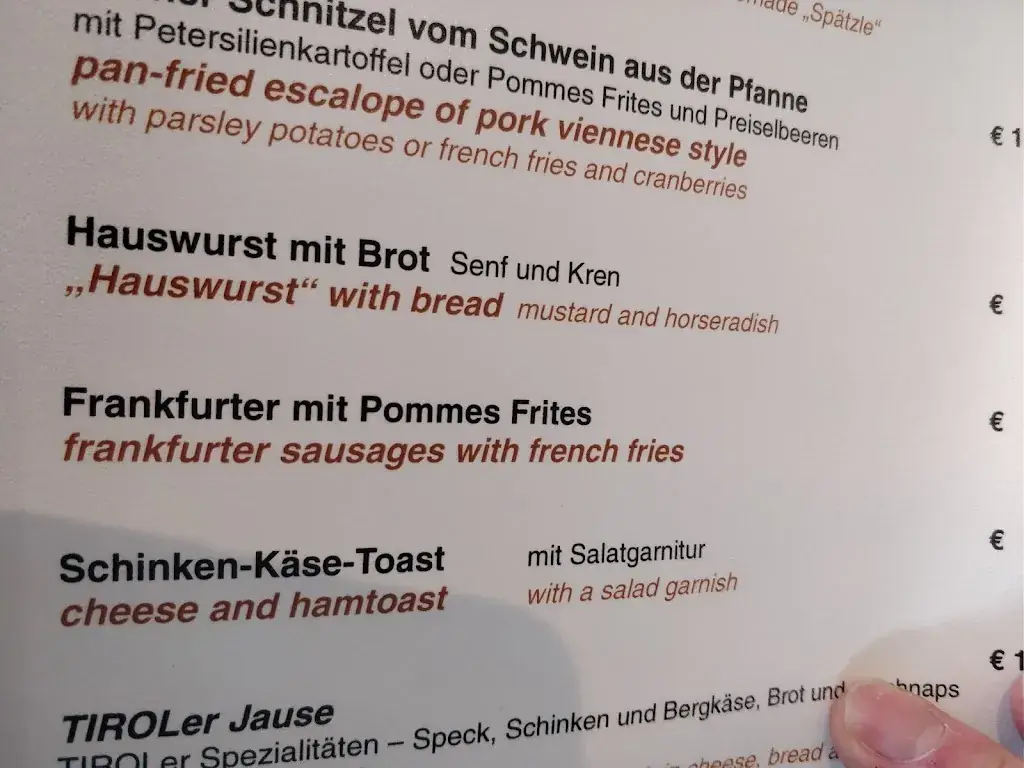 „Spätzle“
Schnitzel vom Schwein aus der Pfanne
mit Petersilienkartoffel oder Pommes Frites und Preiselbeeren
pan-fried escalope of pork viennese style
with parsley potatoes or french fries and cranberries
€ 1
Hauswurst mit Brot Senf und Kren
„Hauswurst“ with bread mustard and horseradish
€
Frankfurter mit Pommes Frites
frankfurter sausages with french fries
€
Schinken-Käse-Toast mit Salatgarnitur
cheese and hamtoast with a salad garnish
€
€ 1
TIROLer Jause
TIROLer Spezialitäten – Speck, Schinken und Bergkäse, Brot und
cheese, bread